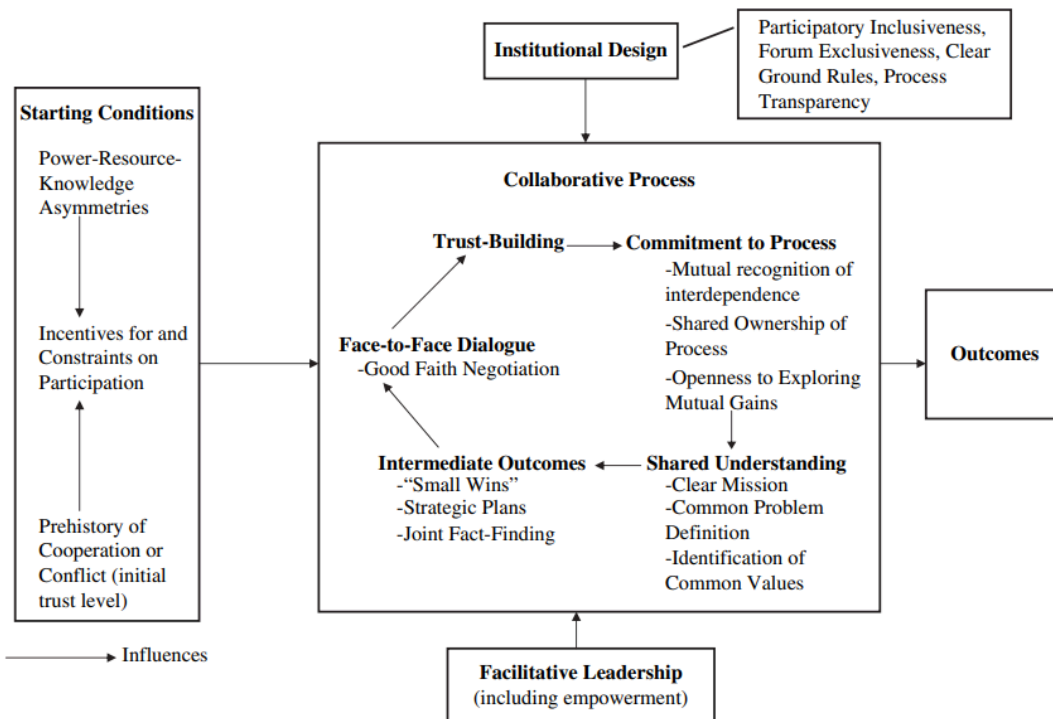 Institutional Design
Participatory Inclusiveness,
Forum Exclusiveness, Clear
Ground Rules, Process
Transparency
Starting Conditions
Power-Resource-
Knowledge
Asymmetries
Incentives for and
Constraints on
Participation
Prehistory of
Cooperation or
Conflict (initial
trust level)
Collaborative Process
Trust-Building
Commitment to Process
-Mutual recognition of
interdependence
-Shared Ownership of
Process
-Openness to Exploring
Mutual Gains
Face-to-Face Dialogue
-Good Faith Negotiation
Intermediate Outcomes
-“Small Wins”
-Strategic Plans
-Joint Fact-Finding
Shared Understanding
-Clear Mission
-Common Problem
Definition
-Identification of
Common Values
Outcomes
Influences
Facilitative Leadership
(including empowerment)